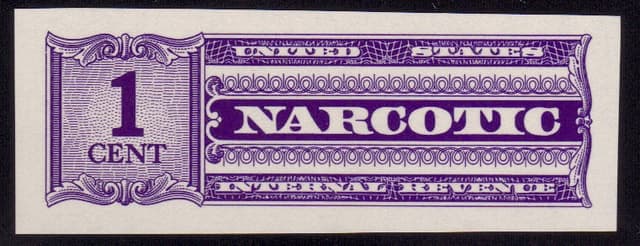 1
CENT
UNITED STATES
NARCOTIC
INTERNAL REVENUE